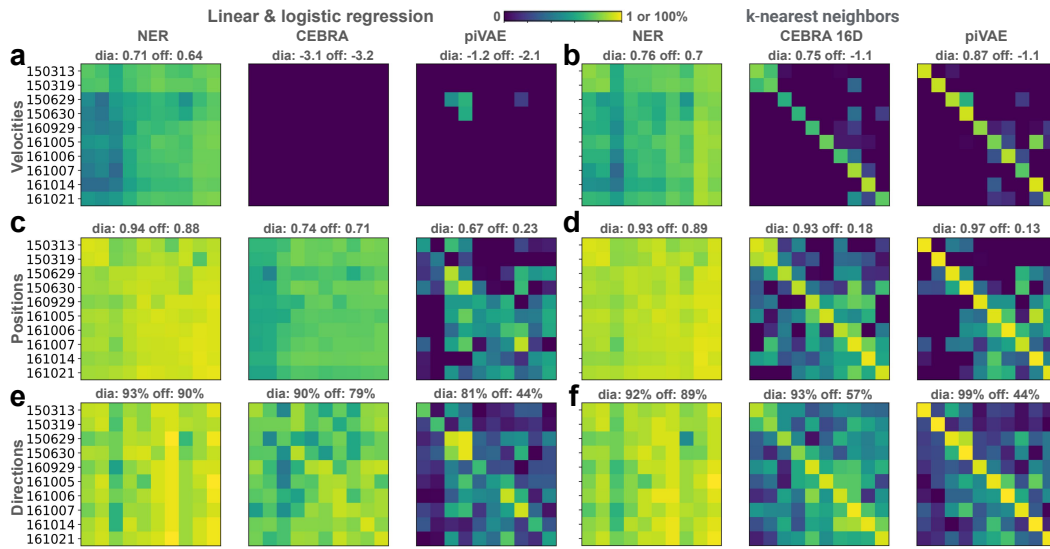 Linear & logistic regression
0
1 or 100%
k-nearest neighbors
NER
CEBRA
piVAE
NER
CEBRA 16D
piVAE
a
dia: 0.71 off: 0.64
dia: -3.1 off: -3.2
dia: -1.2 off: -2.1
b
dia: 0.76 off: 0.7
dia: 0.75 off: -1.1
dia: 0.87 off: -1.1
Velocities
150313
150319
150629
150630
160929
161005
161006
161007
161014
161021
c
dia: 0.94 off: 0.88
dia: 0.74 off: 0.71
dia: 0.67 off: 0.23
d
dia: 0.93 off: 0.89
dia: 0.93 off: 0.18
dia: 0.97 off: 0.13
Positions
150313
150319
150629
150630
160929
161005
161006
161007
161014
161021
e
dia: 93% off: 90%
dia: 90% off: 79%
dia: 81% off: 44%
f
dia: 92% off: 89%
dia: 93% off: 57%
dia: 99% off: 44%
Directions
150313
150319
150629
150630
160929
161005
161006
161007
161014
161021